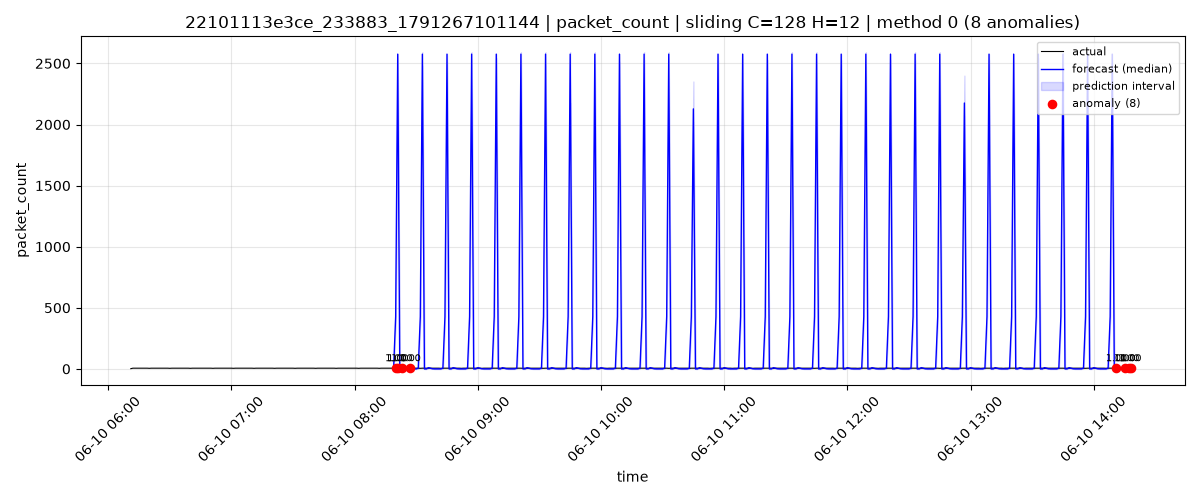 22101113e3ce_233883_1791267101144 | packet_count | sliding C=128 H=12 | method 0 (8 anomalies)
actual
forecast (median)
prediction interval
anomaly (8)
packet_count
2500
2000
1500
1000
500
0
06-10 06:00
06-10 07:00
06-10 08:00
06-10 09:00
06-10 10:00
06-10 11:00
06-10 12:00
06-10 13:00
06-10 14:00
time